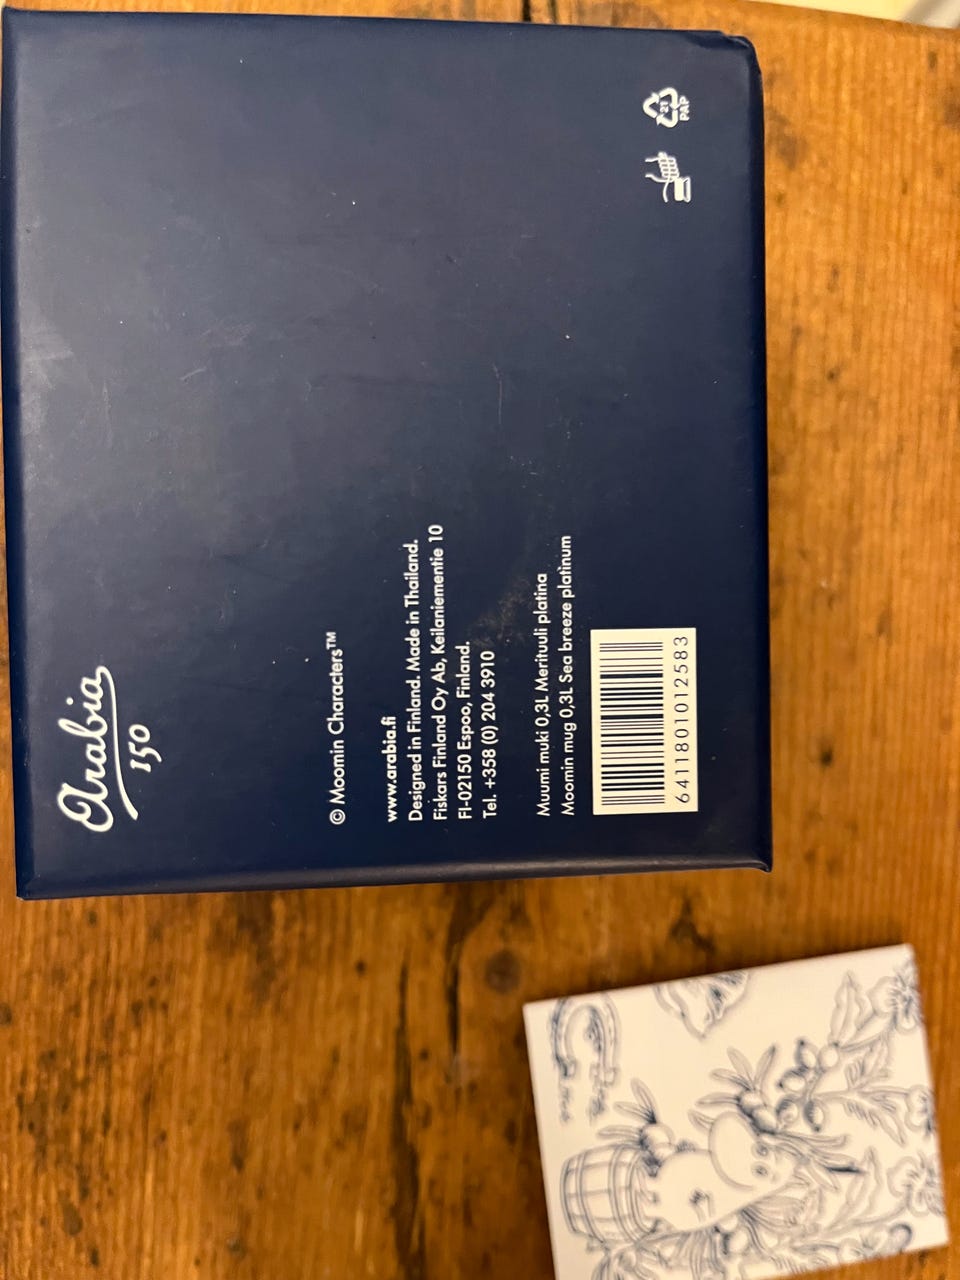 Arabia
150
© Moomin Characters™
www.arabia.fi
Designed in Finland. Made in Thailand.
Fiskars Finland Oy Ab, Keilaniementie 10
FI-02150 Espoo, Finland.
Tel. +358 (0) 204 3910
Muumi muki 0,3L Merituuli platina
Moomin mug 0,3L Sea breeze platinum
6411801012583
21
PAP